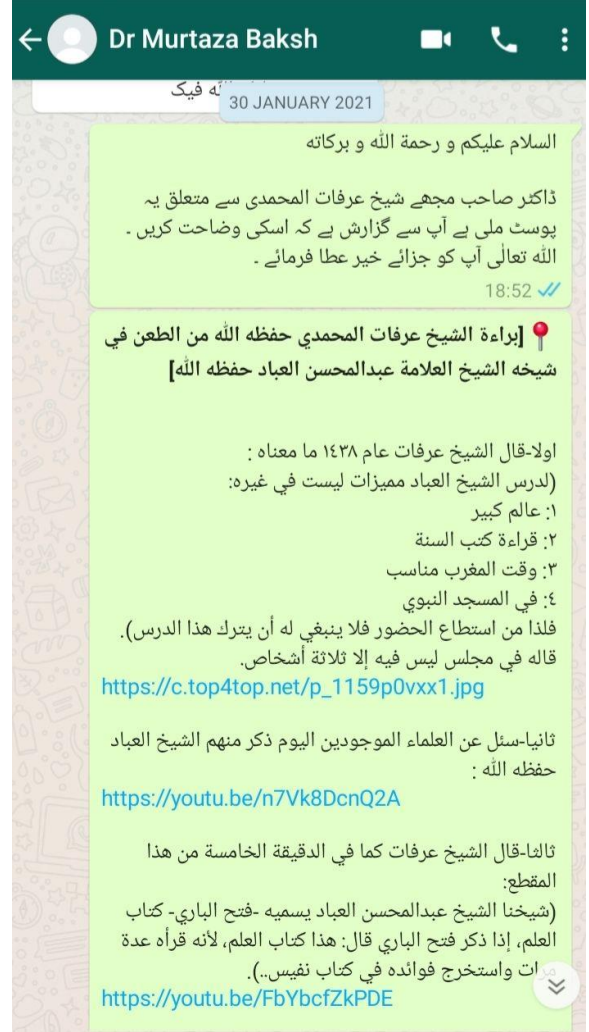 Dr Murtaza Baksh
ﷲ فیک
30 JANUARY 2021
السلام علیکم و رحمة ﷲ و برکاته
ڈاکٹر صاحب مجھے شیخ عرفات المحمدی سے متعلق یہ
پوسٹ ملی ہے آپ سے گزارش ہے کہ اسکی وضاحت کریں ۔
ﷲ تعالٰی آپ کو جزائے خیر عطا فرمائے ۔
18:52
📍 [براءة الشيخ عرفات المحمدي حفظه الله من الطعن في
شيخه الشيخ العلامة عبدالمحسن العباد حفظه الله]
اولا-قال الشيخ عرفات عام ١٤٣٨ ما معناه :
(لدرس الشيخ العباد مميزات ليست في غيره:
١: عالم كبير
٢: قراءة كتب السنة
٣: وقت المغرب مناسب
٤: في المسجد النبوي
فلذا من استطاع الحضور فلا ينبغي له أن يترك هذا الدرس).
قاله في مجلس ليس فيه إلا ثلاثة أشخاص.
https://c.top4top.net/p_1159p0vxx1.jpg
ثانيا-سئل عن العلماء الموجودين اليوم ذكر منهم الشيخ العباد
حفظه الله :
https://youtu.be/n7Vk8DcnQ2A
ثالثا-قال الشيخ عرفات كما في الدقيقة الخامسة من هذا
المقطع:
(شيخنا الشيخ عبدالمحسن العباد يسميه -فتح الباري- كتاب
العلم، إذا ذكر فتح الباري قال: هذا كتاب العلم، لأنه قرأه عدة
مرات واستخرج فوائده في كتاب نفيس..).
https://youtu.be/FbYbcfZkPDE